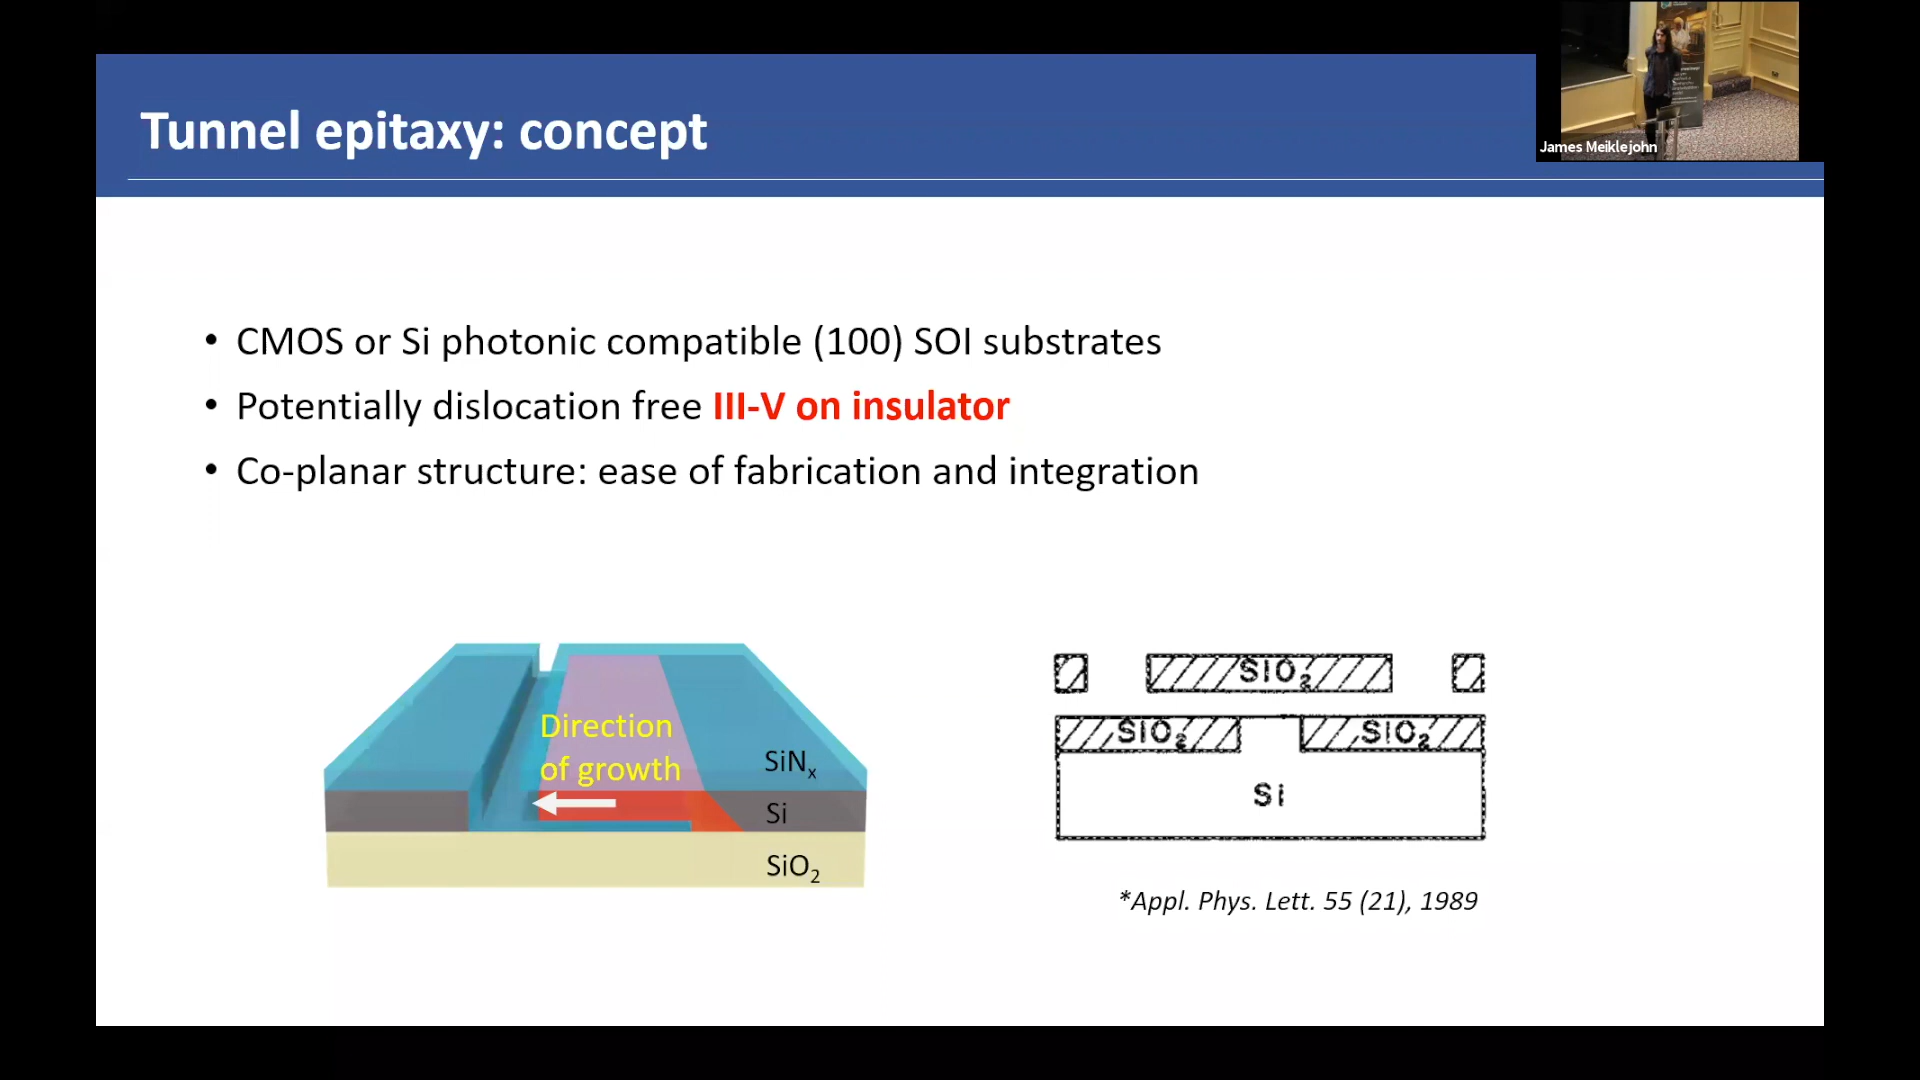 Tunnel epitaxy: concept
James Meiklejohn
• CMOS or Si photonic compatible (100) SOI substrates
• Potentially dislocation free III-V on insulator
• Co-planar structure: ease of fabrication and integration
Direction
of growth
SiNx
Si
SiO2
SiO2
SiO2
SiO2
Si
*Appl. Phys. Lett. 55 (21), 1989